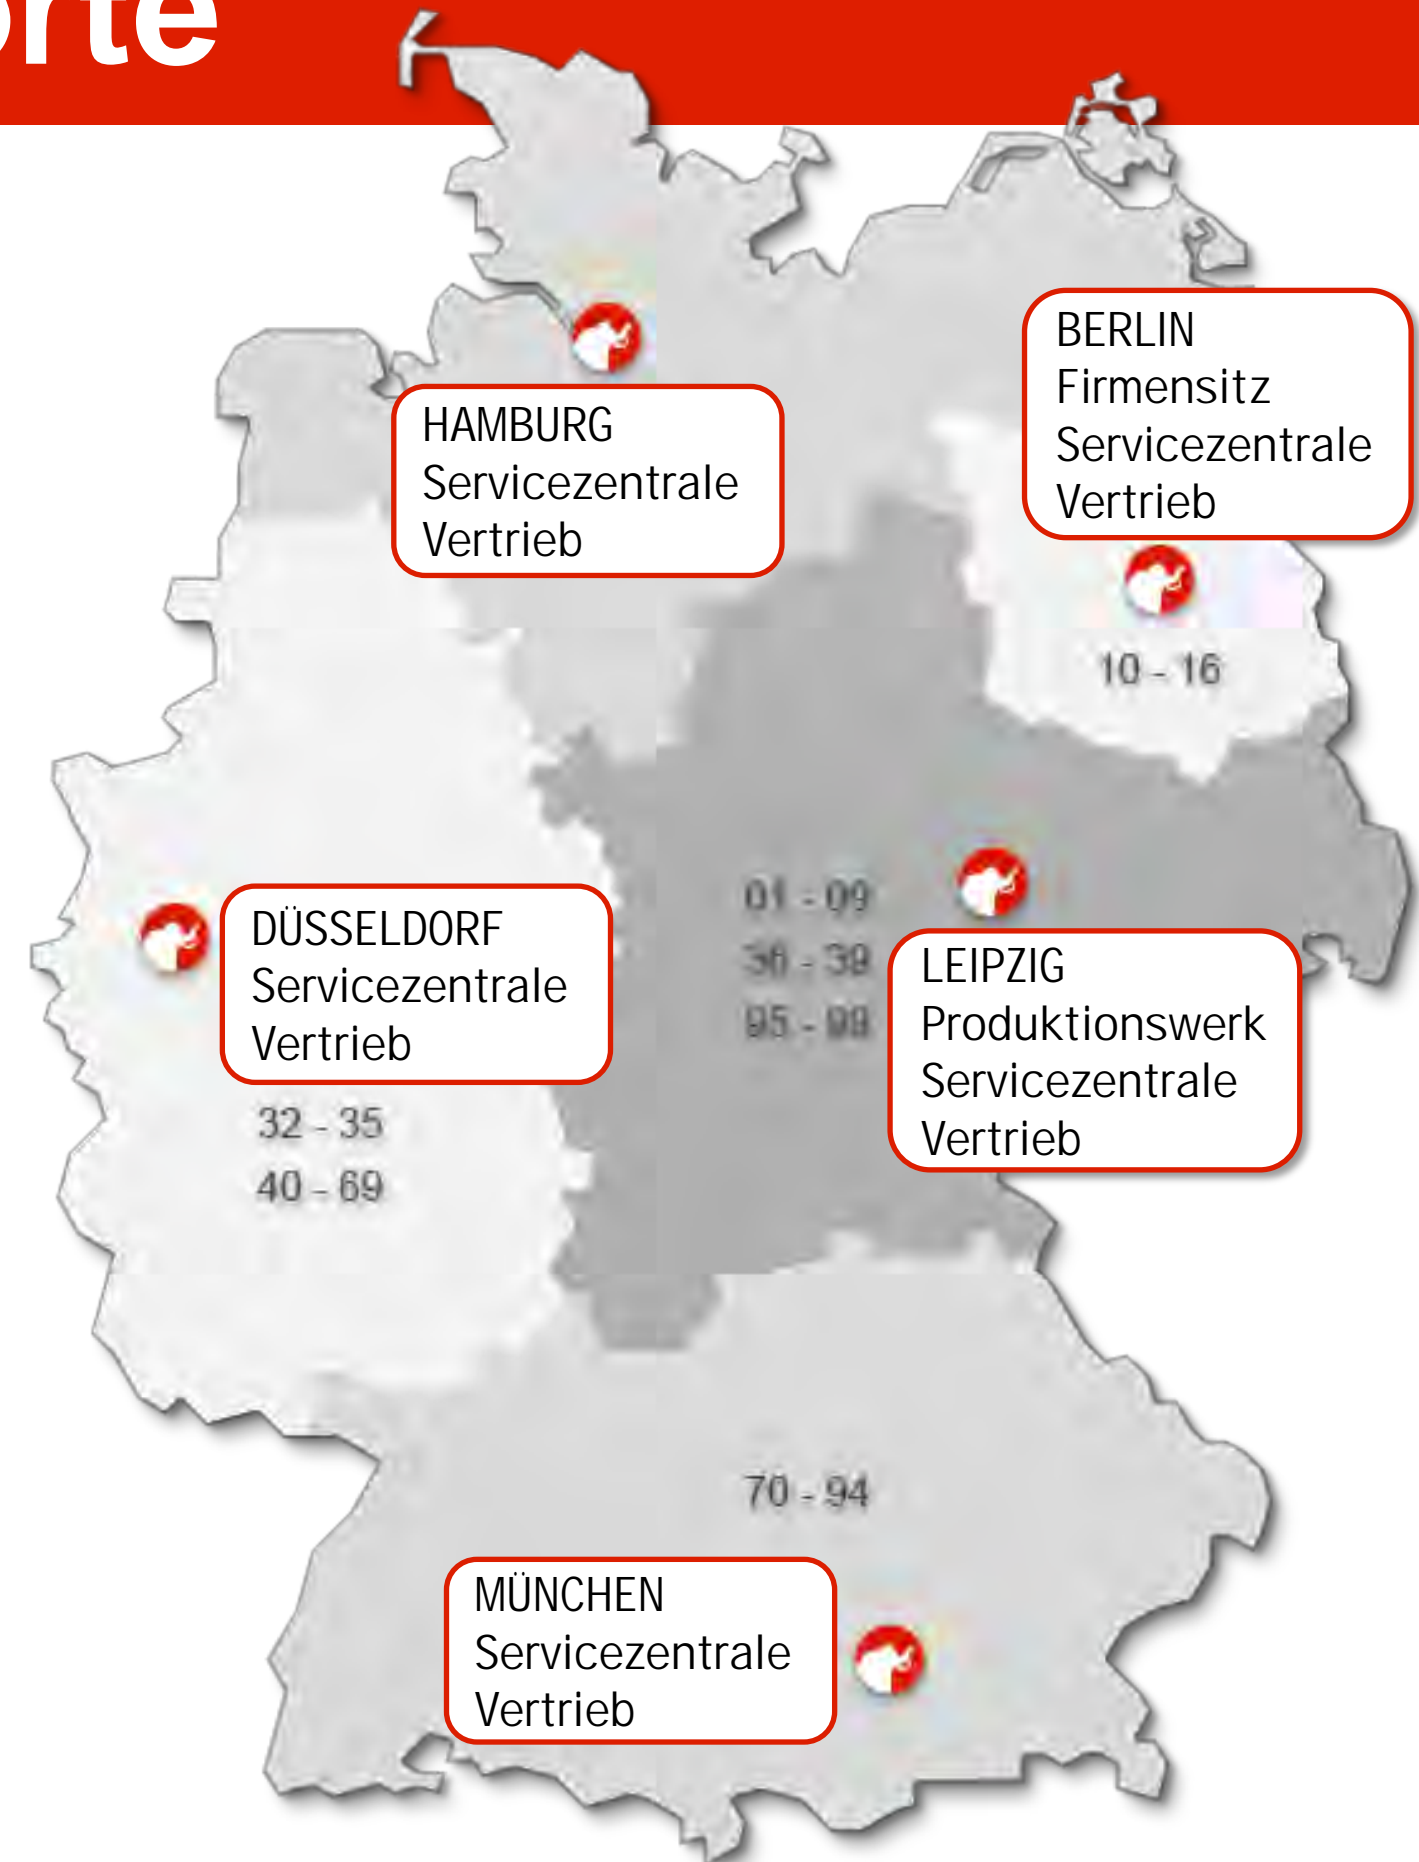 orte
BERLIN
Firmensitz
Servicezentrale
Vertrieb
HAMBURG
Servicezentrale
Vertrieb
10 - 16
01 - 09
36 - 39
95 - 99
DÜSSELDORF
Servicezentrale
Vertrieb
LEIPZIG
Produktionswerk
Servicezentrale
Vertrieb
32 - 35
40 - 69
70 - 94
MÜNCHEN
Servicezentrale
Vertrieb